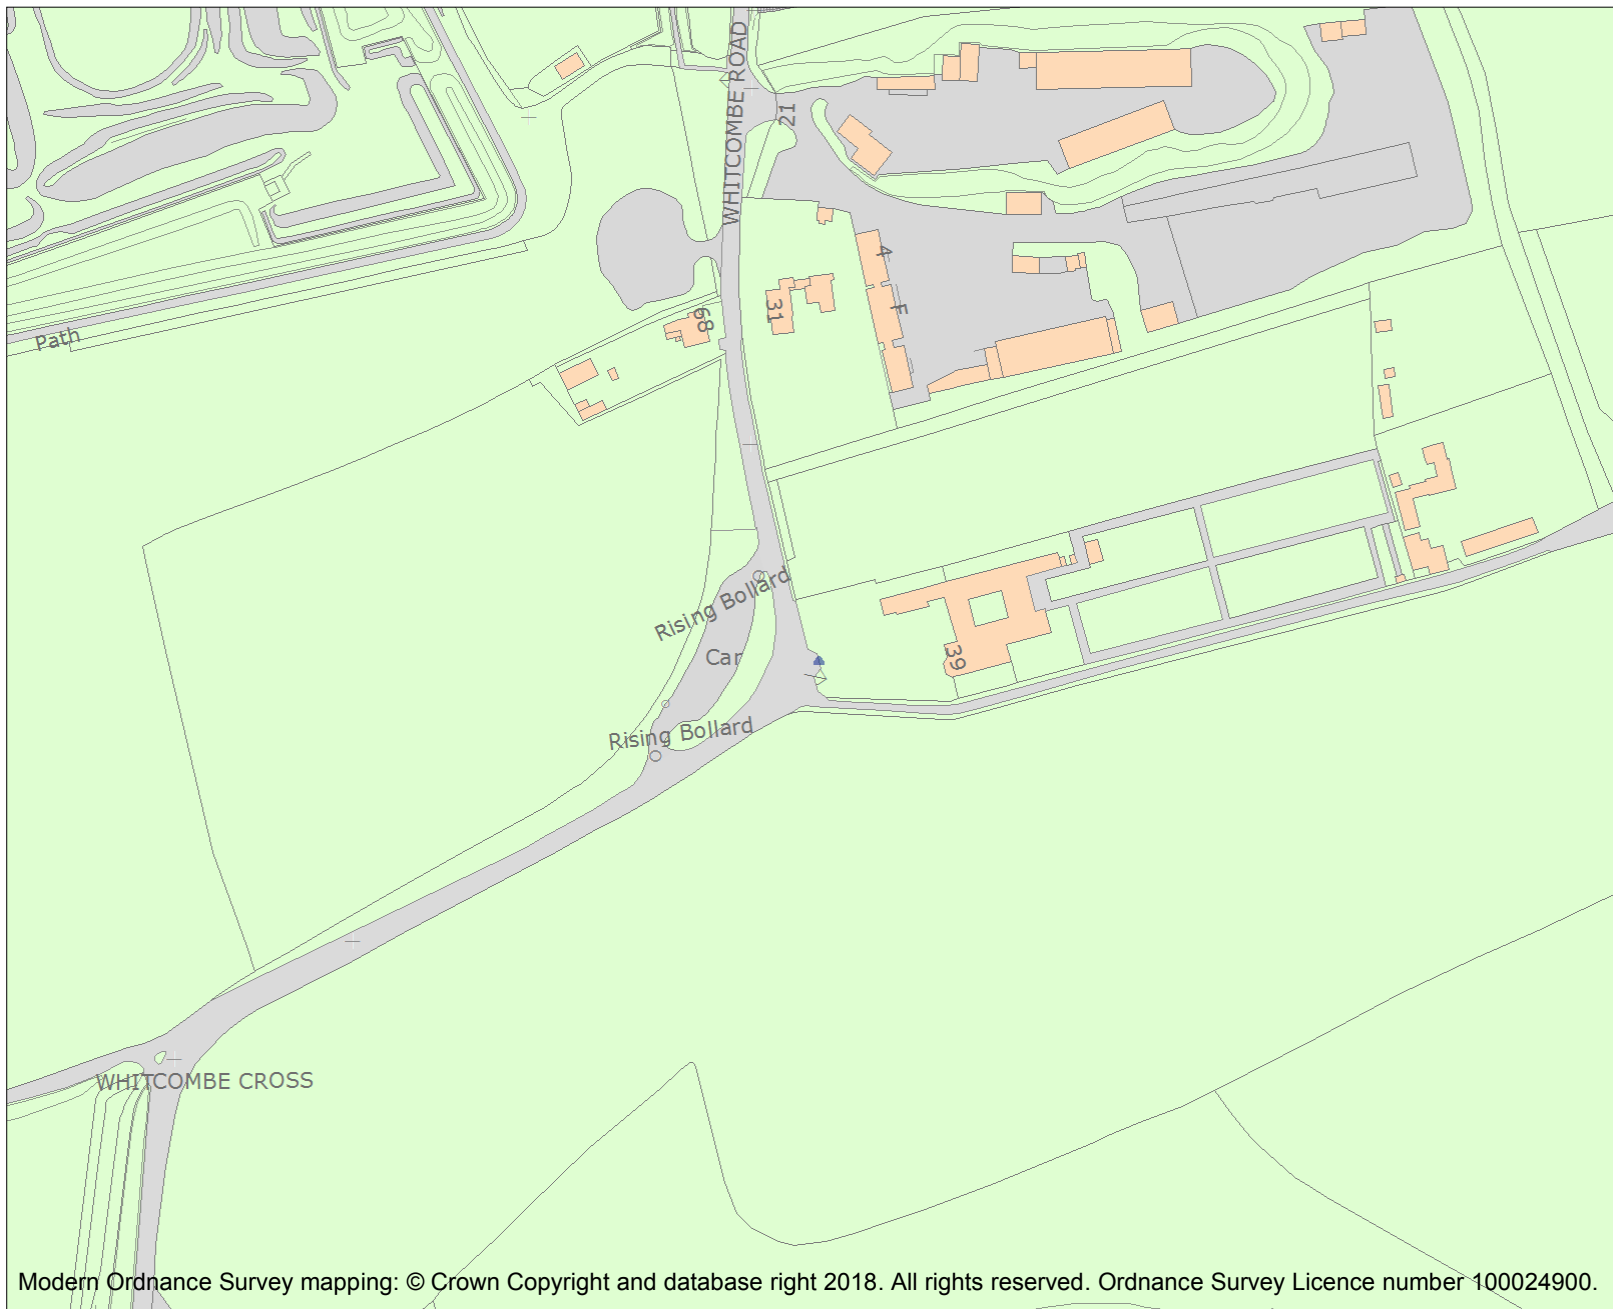 WHITCOMBE ROAD
21
A
F
31
68
Path
Rising Bollard
Car
39
Rising Bollard
WHITCOMBE CROSS
Modern Ordnance Survey mapping: © Crown Copyright and database right 2018. All rights reserved. Ordnance Survey Licence number 100024900.